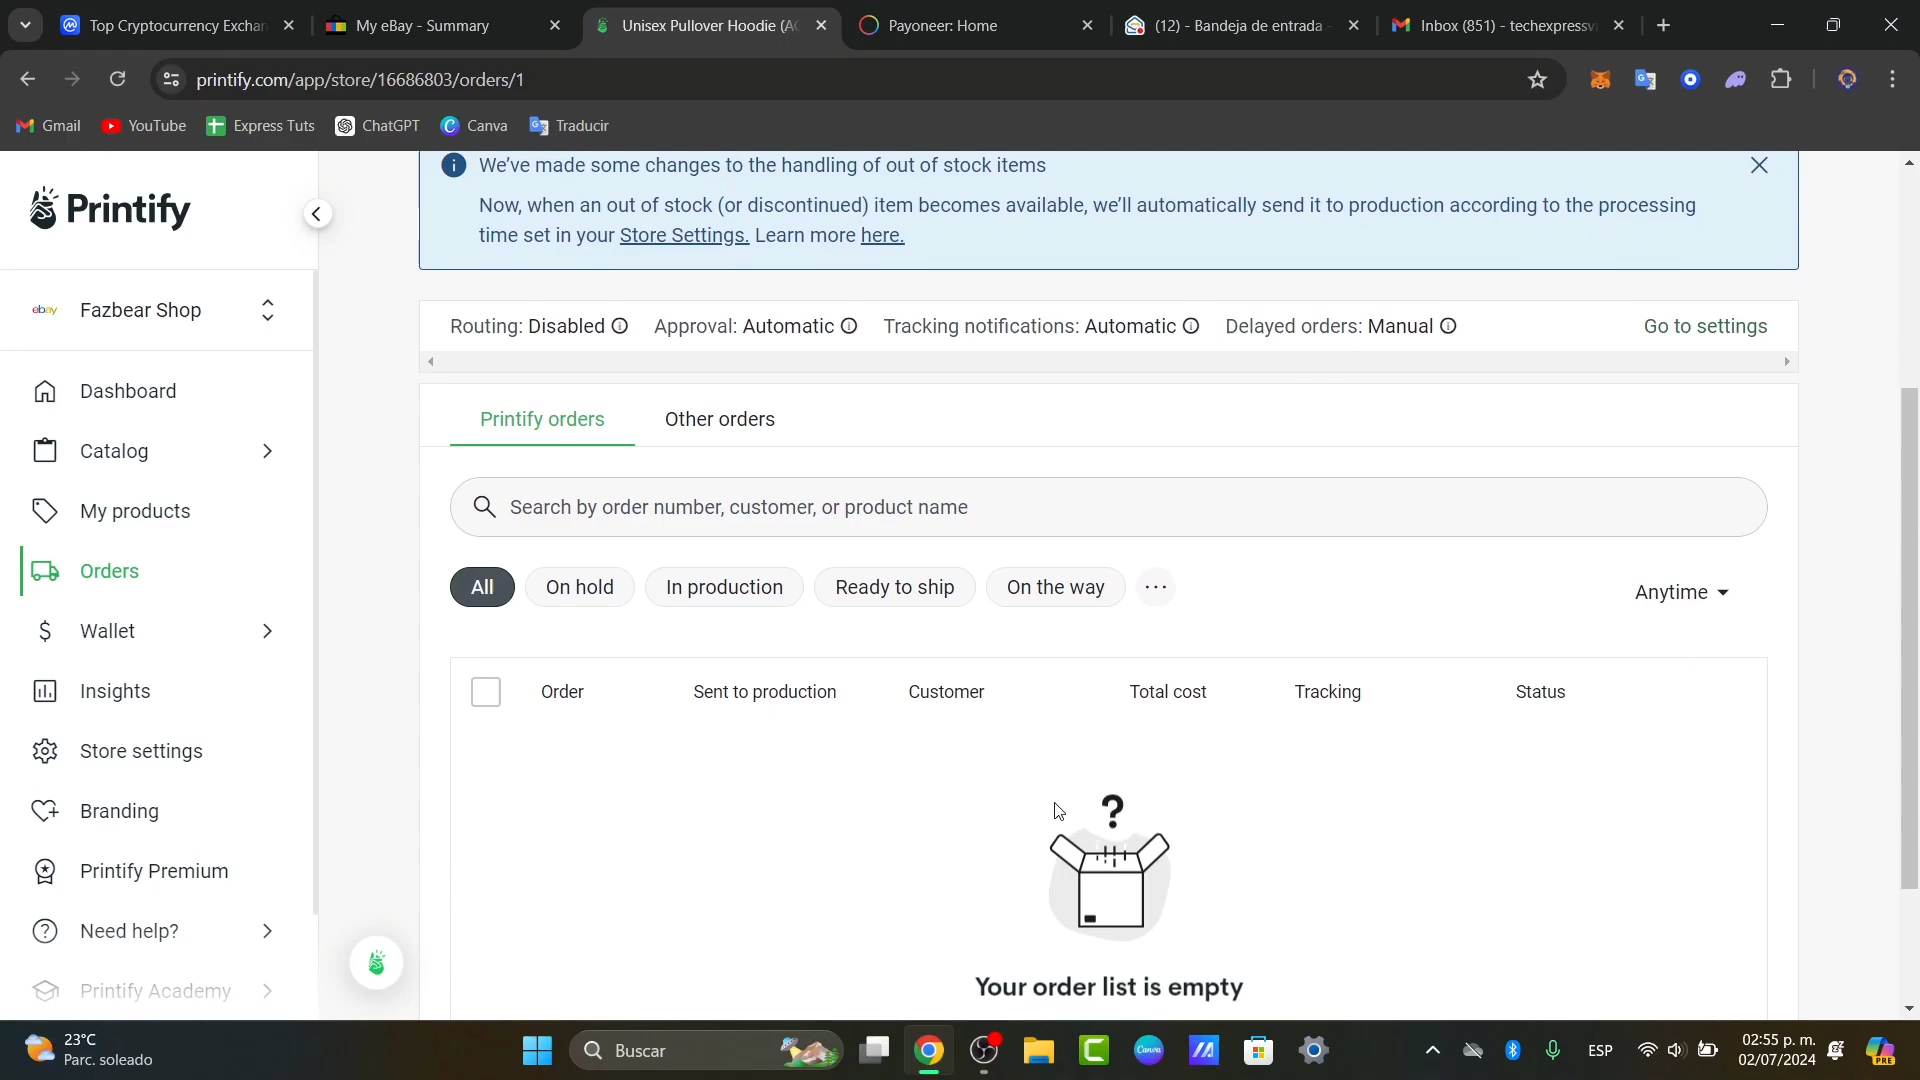 Top Cryptocurrency Exchan
My eBay - Summary
Unisex Pullover Hoodie (AO
Payoneer: Home
(12) - Bandeja de entrada -
Inbox (851) - techexpressvi
printify.com/app/store/16686803/orders/1
Gmail
YouTube
Express Tuts
ChatGPT
Canva
Traducir
Printify
ebay
Fazbear Shop
Dashboard
Catalog
My products
Orders
Wallet
Insights
Store settings
Branding
Printify Premium
Need help?
Printify Academy
We've made some changes to the handling of out of stock items
Now, when an out of stock (or discontinued) item becomes available, we'll automatically send it to production according to the processing
time set in your Store Settings. Learn more here.
Routing: Disabled
Approval: Automatic
Tracking notifications: Automatic
Delayed orders: Manual
Go to settings
Printify orders
Other orders
Search by order number, customer, or product name
All
On hold
In production
Ready to ship
On the way
Anytime
Order
Sent to production
Customer
Total cost
Tracking
Status
?
Your order list is empty
23°C
Parc. soleado
Buscar
Canva
ESP
02:55 p. m.
02/07/2024
PRE